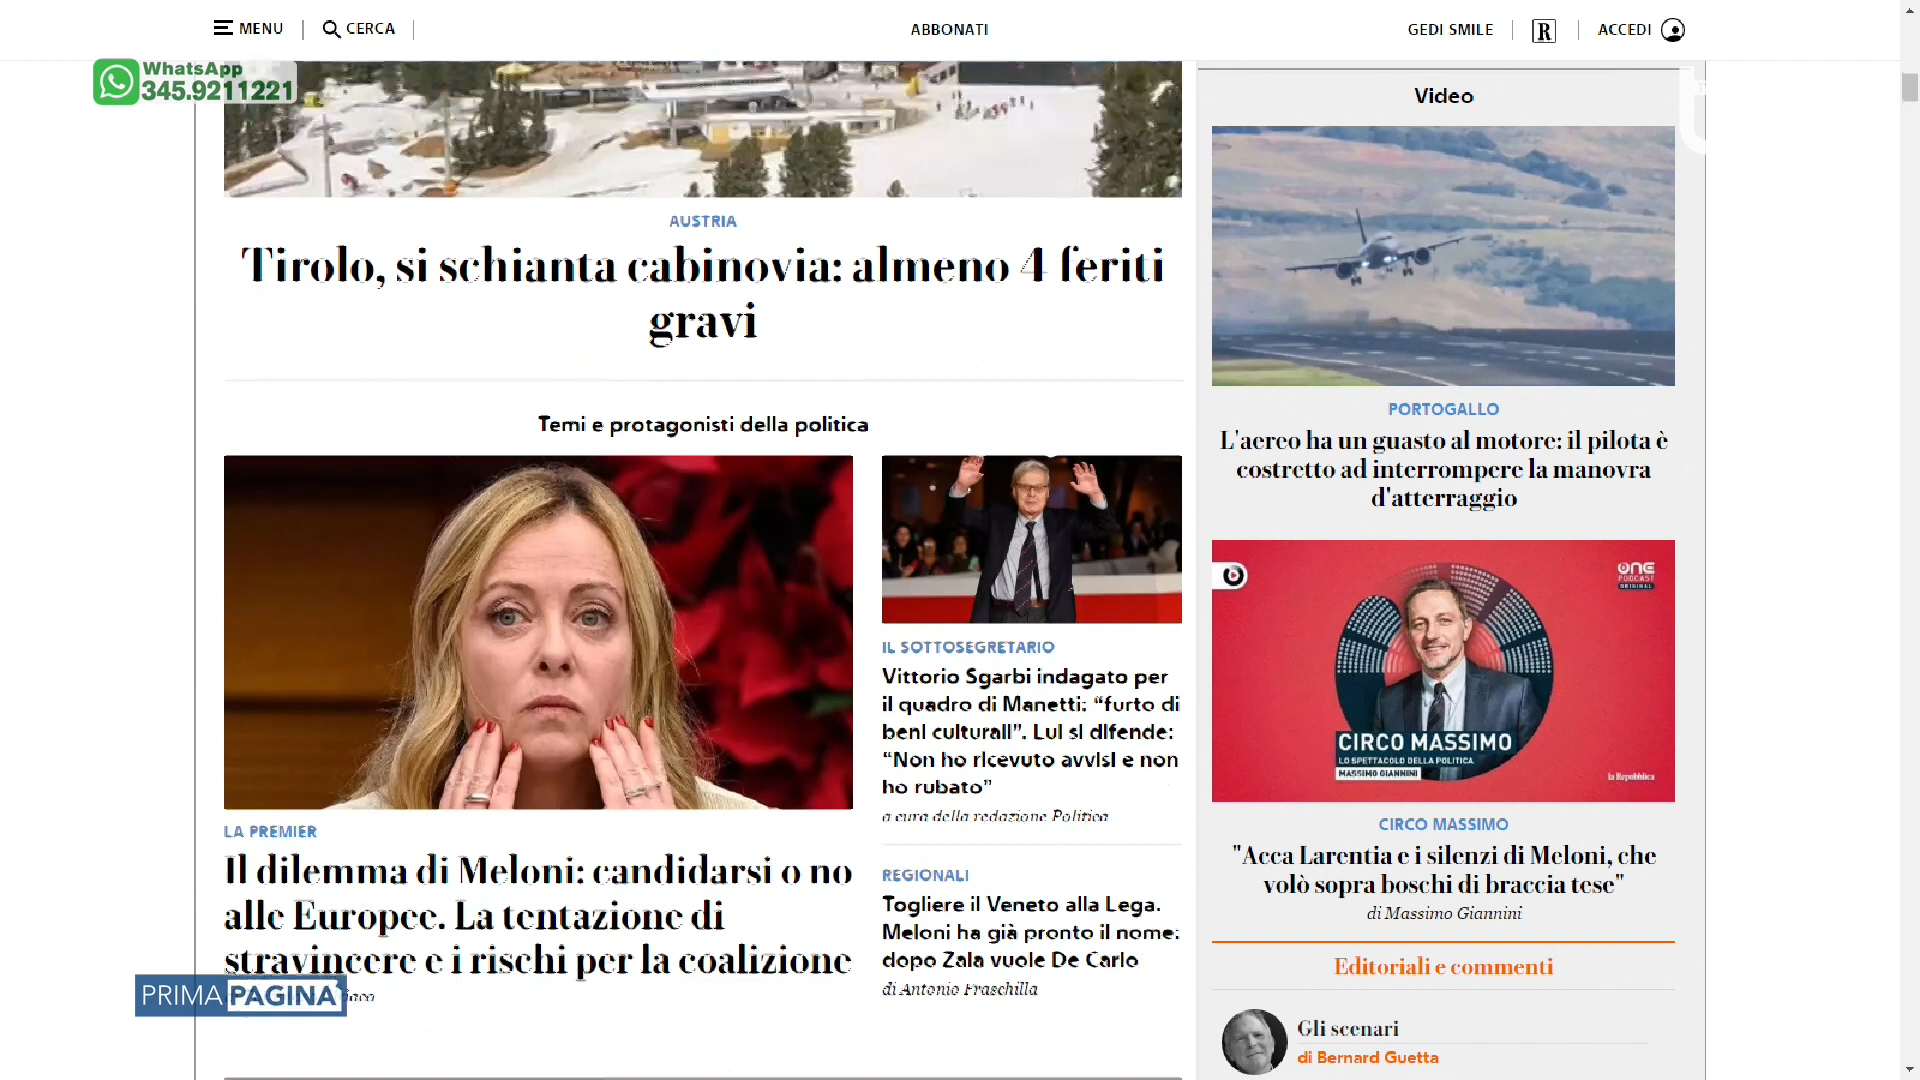 MENU
CERCA
ABBONATI
GEDI SMILE
R
ACCEDI
WhatsApp
345.9211221
AUSTRIA
Tirolo, si schianta cabinovia: almeno 4 feriti
gravi
Temi e protagonisti della politica
LA PREMIER
Il dilemma di Meloni: candidarsi o no
alle Europee. La tentazione di
stravincere e i rischi per la coalizione
PRIMA PAGINA
IL SOTTOSEGRETARIO
Vittorio Sgarbi indagato per
il quadro di Manetti: “furto di
beni culturali”. Lui si difende:
“Non ho ricevuto avvisi e non
ho rubato”
a cura della redazione Politica
REGIONALI
Togliere il Veneto alla Lega.
Meloni ha già pronto il nome:
dopo Zaia vuole De Carlo
di Antonio Fraschilla
Video
PORTOGALLO
L'aereo ha un guasto al motore: il pilota è
costretto ad interrompere la manovra
d'atterraggio
ONE
PODCAST
ORIGINAL
CIRCO MASSIMO
LO SPETTACOLO DELLA POLITICA
MASSIMO GIANNINI
la Repubblica
CIRCO MASSIMO
"Acca Larentia e i silenzi di Meloni, che
volò sopra boschi di braccia tese"
di Massimo Giannini
Editoriali e commenti
Gli scenari
di Bernard Guetta